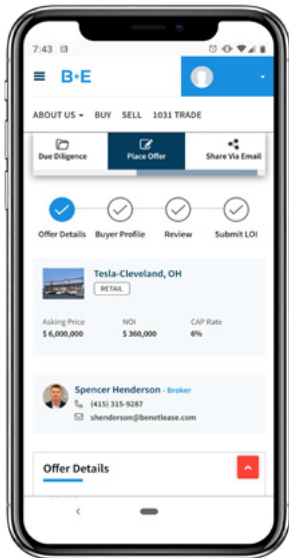 7:43
B+E
ABOUT US BUY SELL 1031 TRADE
Due Diligence Place Offer Share Via Email
Offer Details Buyer Profile Review Submit LOI
Tesla-Cleveland, OH
RETAIL
Asking Price NOI CAP Rate
$ 6,000,000 $ 360,000 6%
Spencer Henderson - Broker
(415) 315-9287
shenderson@benetlease.com
Offer Details